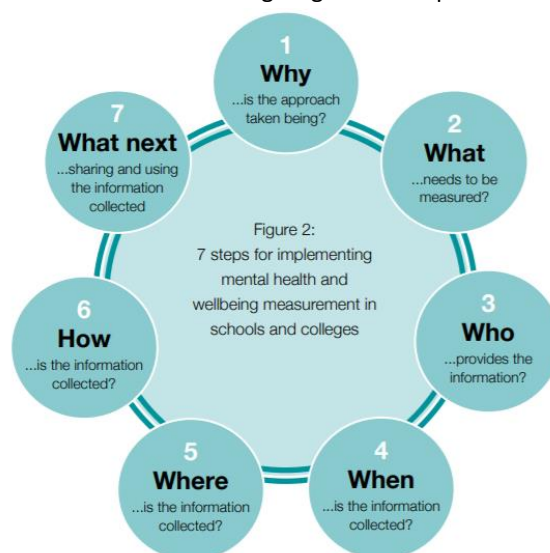 1
Why
...is the approach
taken being?
2
What
...needs to be
measured?
3
Who
...provides the
information?
4
When
...is the information
collected?
5
Where
...is the information
collected?
6
How
...is the information
collected?
7
What next
...sharing and using
the information
collected
Figure 2:
7 steps for implementing
mental health and
wellbeing measurement in
schools and colleges